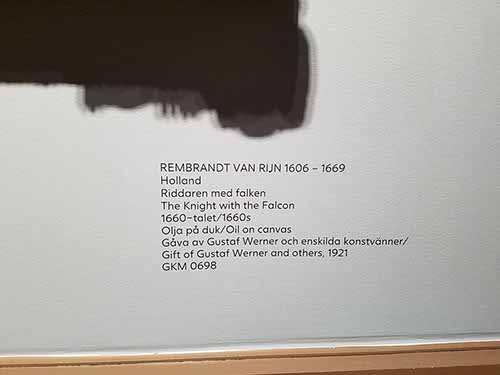 REMBRANDT VAN RIJN 1606 – 1669
Holland
Riddaren med falken
The Knight with the Falcon
1660-talet/1660s
Olja på duk/Oil on canvas
Gåva av Gustaf Werner och enskilda konstvänner/
Gift of Gustaf Werner and others, 1921
GKM 0698